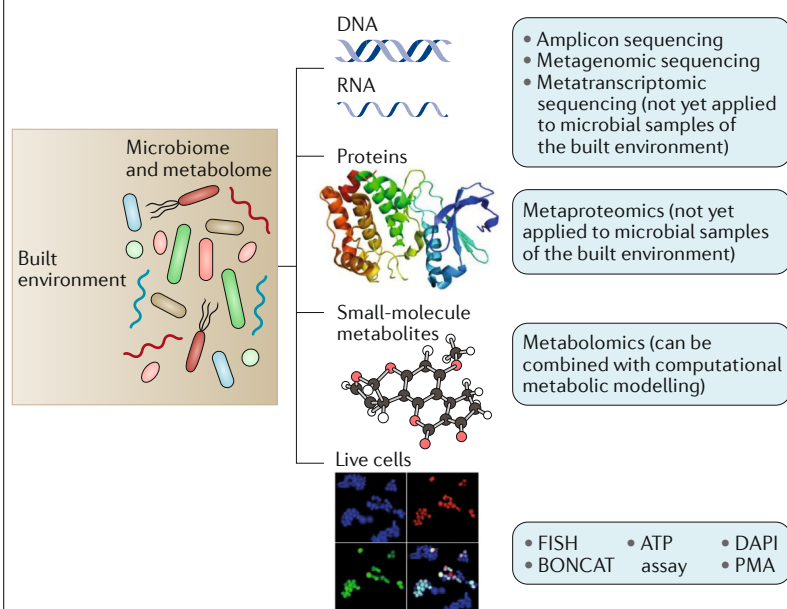 DNA
RNA
Proteins
Small-molecule
metabolites
Live cells
Microbiome
and metabolome
Built
environment
• Amplicon sequencing
• Metagenomic sequencing
• Metatranscriptomic
sequencing (not yet applied
to microbial samples of
the built environment)
Metaproteomics (not yet
applied to microbial samples
of the built environment)
Metabolomics (can be
combined with computational
metabolic modelling)
• FISH • ATP • DAPI
• BONCAT assay • PMA